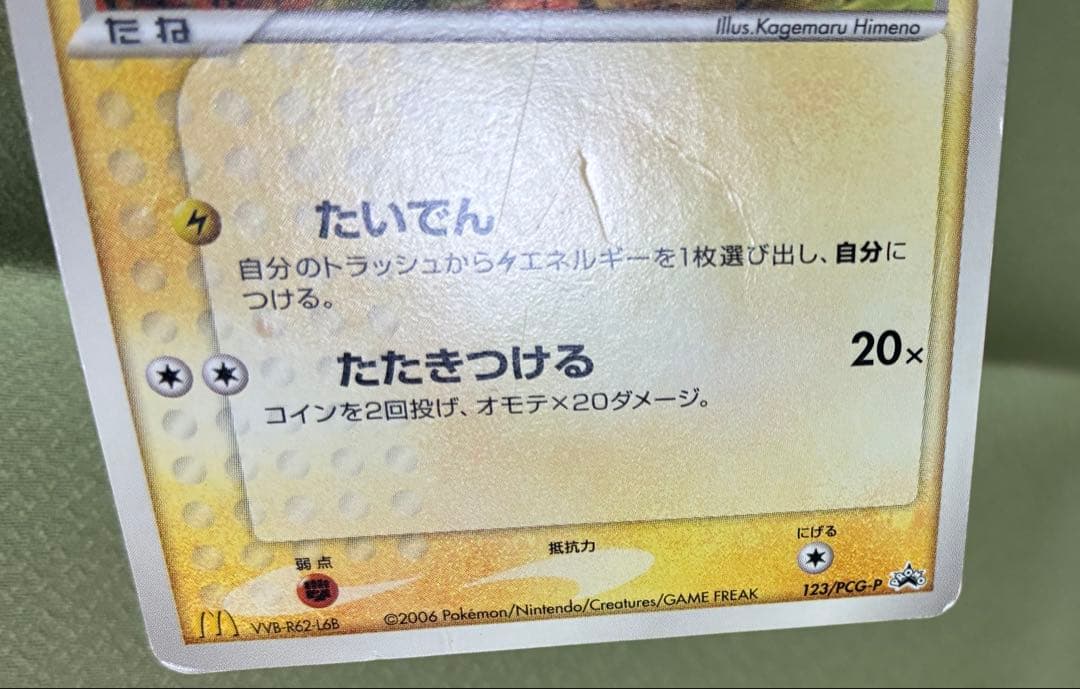 たね
Illus.Kagemaru Himeno
たいでん
自分のトラッシュからエネルギーを1枚選び出し、自分に
つける。
たたきつける 20×
コインを2回投げ、オモテ×20ダメージ。
弱点 抵抗力 にげる
VVB-R62-L6B ©2006 Pokémon/Nintendo/Creatures/GAME FREAK 123/PCG-P